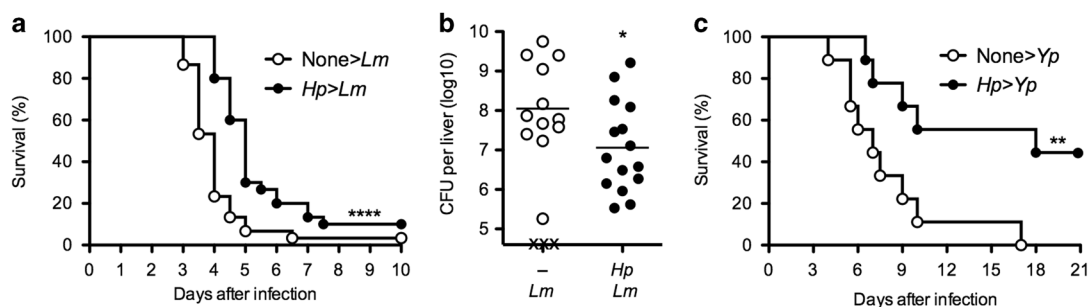 a
Survival (%)
100
80
60
40
20
0
None>Lm
Hp>Lm
****
0 1 2 3 4 5 6 7 8 9 10
Days after infection
b
CFU per liver (log10)
10
9
8
7
6
5
*
xxx
– Hp
Lm Lm
c
Survival (%)
100
80
60
40
20
0
None>Yp
Hp>Yp
**
0 3 6 9 12 15 18 21
Days after infection